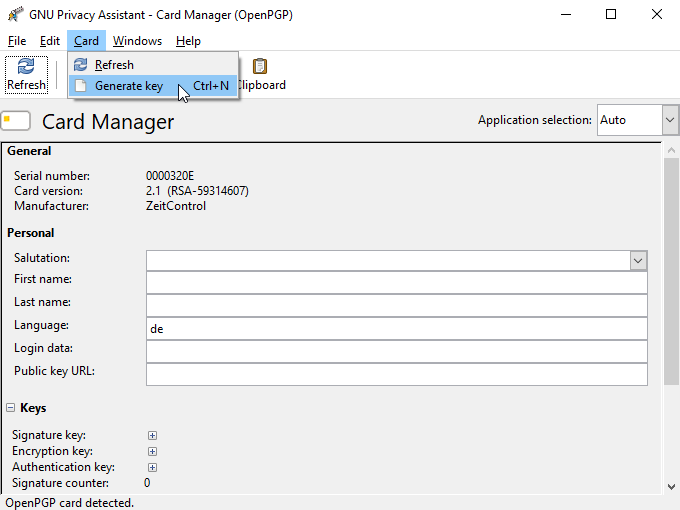 GNU Privacy Assistant - Card Manager (OpenPGP)
File Edit Card Windows Help
Refresh
Generate key Ctrl+N
Refresh
Clipboard
Card Manager
Application selection: Auto
General
Serial number: 0000320E
Card version: 2.1 (RSA-59314607)
Manufacturer: ZeitControl
Personal
Salutation:
First name:
Last name:
Language: de
Login data:
Public key URL:
Keys
Signature key:
Encryption key:
Authentication key:
Signature counter: 0
OpenPGP card detected.